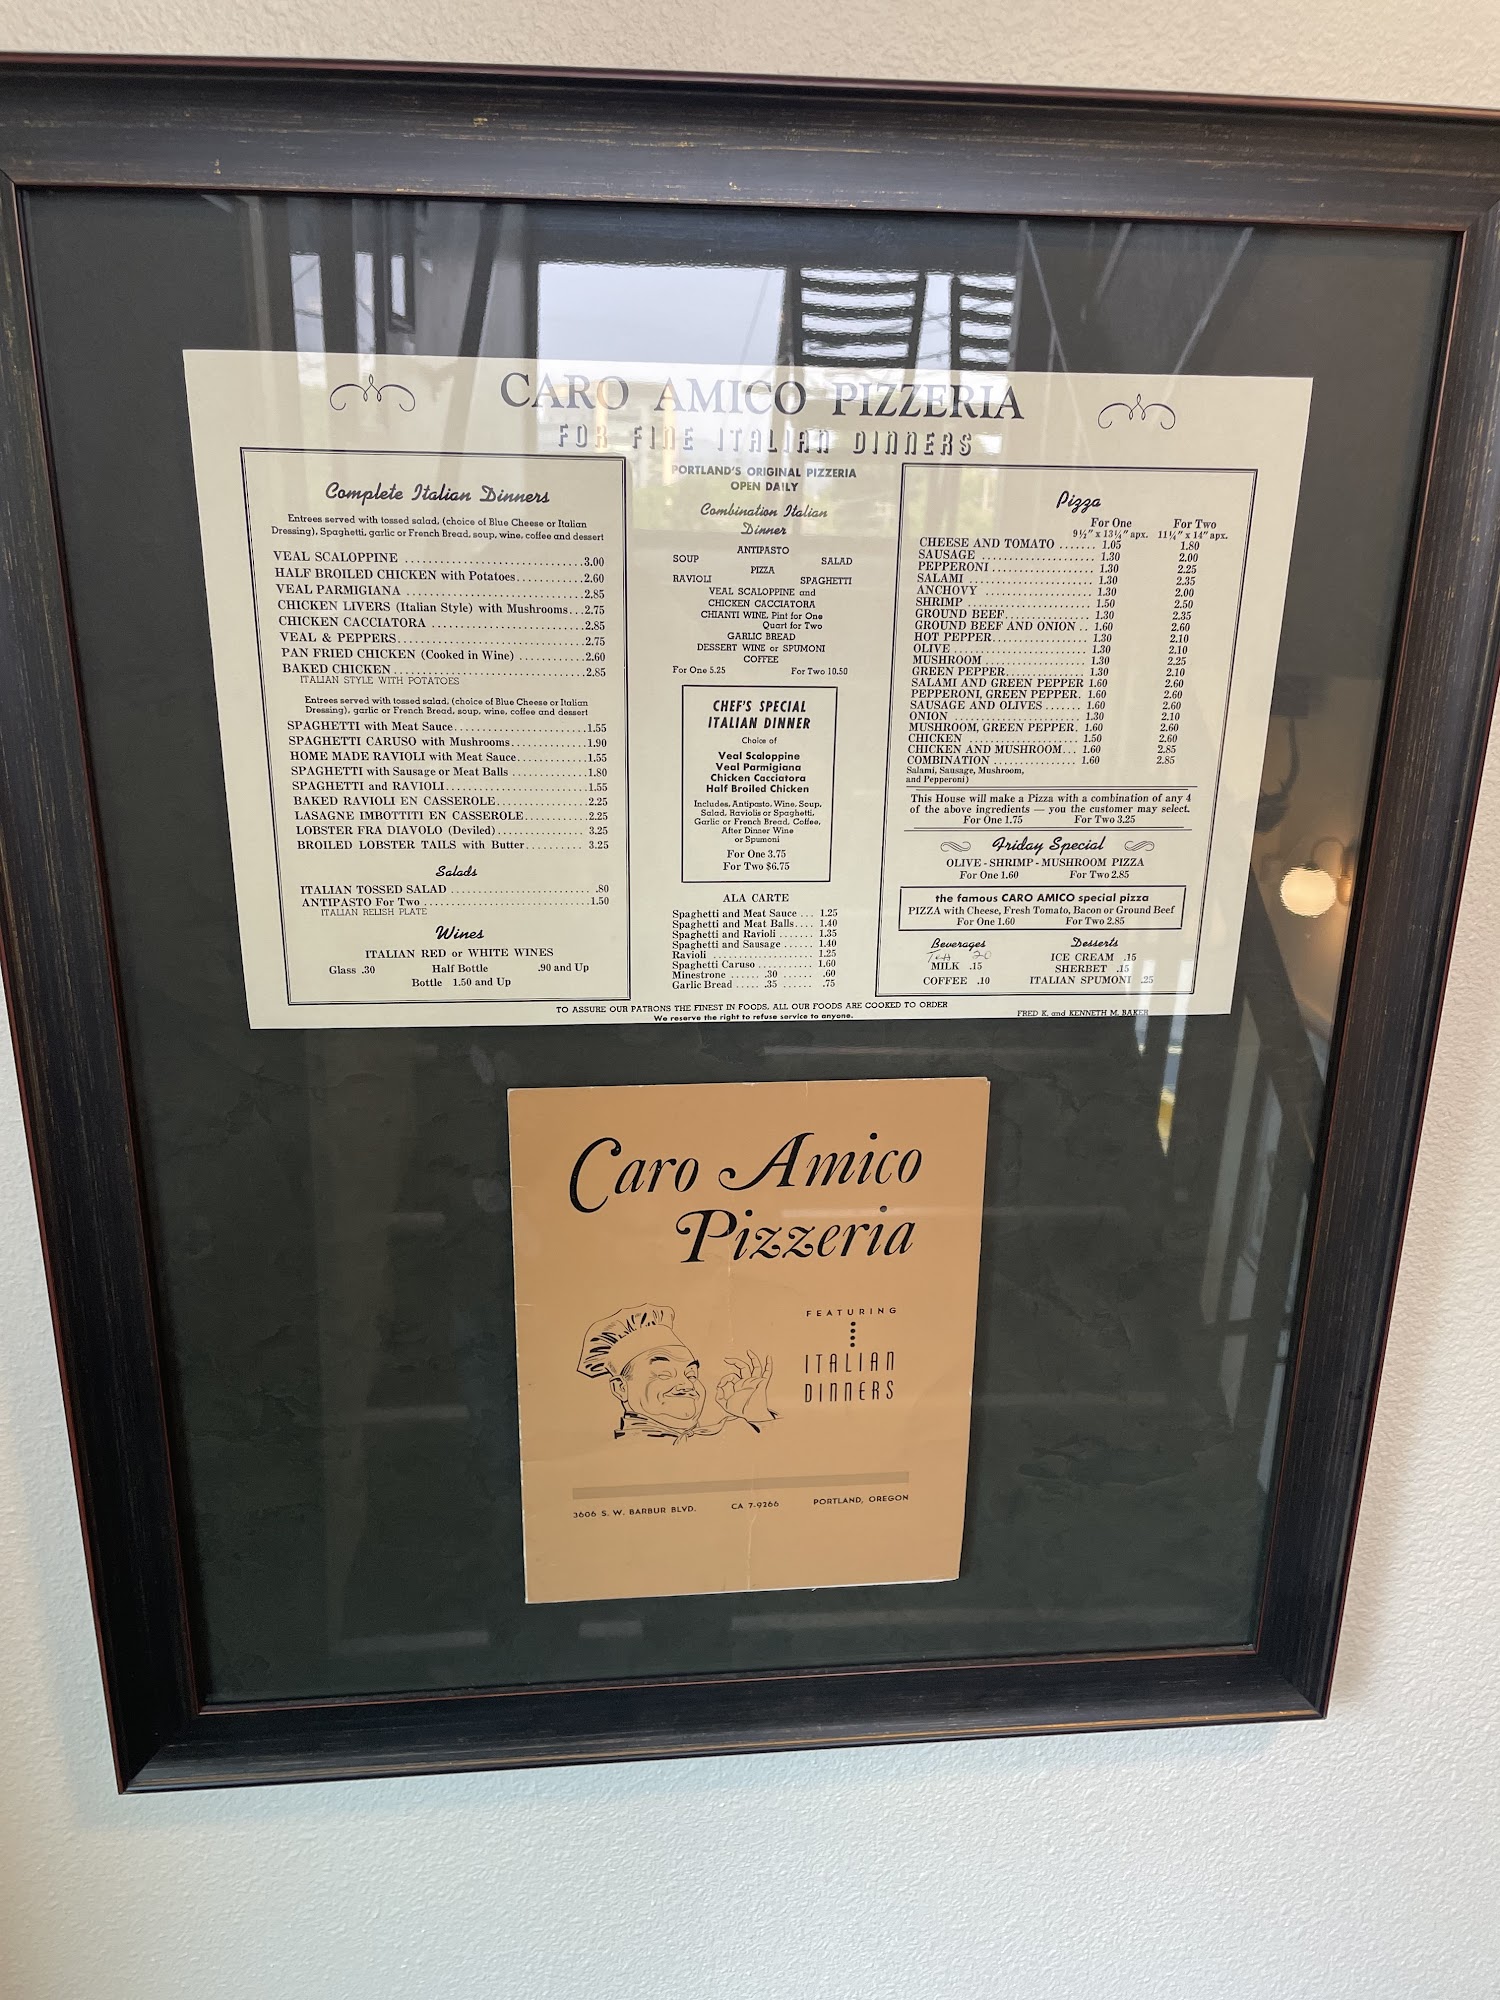 CARO AMICO PIZZERIA
FOR FINE ITALIAN DINNERS
Complete Italian Dinners
Entrees served with tossed salad, (choice of Blue Cheese or Italian
Dressing), Spaghetti, garlic or French Bread, soup, wine, coffee and dessert
VEAL SCALOPPINE ........................3.00
HALF BROILED CHICKEN with Potatoes............2.60
VEAL PARMIGIANA ........................2.85
CHICKEN LIVERS (Italian Style) with Mushrooms...2.75
CHICKEN CACCIATORA ....................2.85
VEAL & PEPPERS........................2.75
PAN FRIED CHICKEN (Cooked in Wine) ............2.60
BAKED CHICKEN........................2.85
ITALIAN STYLE WITH POTATOES
Entrees served with tossed salad, (choice of Blue Cheese or Italian
Dressing), garlic or French Bread, soup, wine, coffee and dessert
SPAGHETTI with Meat Sauce....................1.55
SPAGHETTI CARUSO with Mushrooms............1.90
HOME MADE RAVIOLI with Meat Sauce............1.55
SPAGHETTI with Sausage or Meat Balls ............1.80
SPAGHETTI and RAVIOLI....................1.55
BAKED RAVIOLI EN CASSEROLE................2.25
LASAGNE IMBOTTITI EN CASSEROLE............2.25
LOBSTER FRA DIAVOLO (Deviled)................ 3.25
BROILED LOBSTER TAILS with Butter.......... 3.25
Salads
ITALIAN TOSSED SALAD ........................ .80
ANTIPASTO For Two ........................1.50
ITALIAN RELISH PLATE
Wines
ITALIAN RED or WHITE WINES
Glass .30 Half Bottle .90 and Up
Bottle 1.50 and Up
PORTLAND'S ORIGINAL PIZZERIA
OPEN DAILY
Combination Italian
Dinner
ANTIPASTO
SOUP SALAD
PIZZA
RAVIOLI SPAGHETTI
VEAL SCALOPPINE and
CHICKEN CACCIATORA
CHIANTI WINE, Pint for One
Quart for Two
GARLIC BREAD
DESSERT WINE or SPUMONI
COFFEE
For One 5.25 For Two 10.50
CHEF'S SPECIAL
ITALIAN DINNER
Choice of
Veal Scaloppine
Veal Parmigiana
Chicken Cacciatora
Half Broiled Chicken
Includes, Antipasto, Wine, Soup,
Salad, Raviolis or Spaghetti,
Garlic or French Bread, Coffee,
After Dinner Wine
or Spumoni
For One 3.75
For Two $6.75
ALA CARTE
Spaghetti and Meat Sauce ... 1.25
Spaghetti and Meat Balls.... 1.40
Spaghetti and Ravioli ....... 1.35
Spaghetti and Sausage ...... 1.40
Ravioli .................... 1.25
Spaghetti Caruso .......... 1.60
Minestrone ...... .30 ...... .60
Garlic Bread ..... .35 ...... .75
Pizza
For One For Two
9½" x 13¼" apx. 11¼" x 14" apx.
CHEESE AND TOMATO ....... 1.05 1.80
SAUSAGE .................... 1.30 2.00
PEPPERONI .................. 1.30 2.25
SALAMI .................... 1.30 2.35
ANCHOVY .................... 1.30 2.00
SHRIMP .................... 1.50 2.50
GROUND BEEF.............. 1.30 2.35
GROUND BEEF AND ONION .. 1.60 2.60
HOT PEPPER.................. 1.30 2.10
OLIVE ...................... 1.30 2.10
MUSHROOM .................. 1.30 2.25
GREEN PEPPER.............. 1.30 2.10
SALAMI AND GREEN PEPPER 1.60 2.60
PEPPERONI, GREEN PEPPER. 1.60 2.60
SAUSAGE AND OLIVES ....... 1.60 2.60
ONION ...................... 1.30 2.10
MUSHROOM, GREEN PEPPER. 1.60 2.60
CHICKEN .................... 1.50 2.60
CHICKEN AND MUSHROOM... 1.60 2.85
COMBINATION ................ 1.60 2.85
Salami, Sausage, Mushroom,
and Pepperoni)
This House will make a Pizza with a combination of any 4
of the above ingredients — you the customer may select.
For One 1.75 For Two 3.25
Friday Special
OLIVE - SHRIMP - MUSHROOM PIZZA
For One 1.60 For Two 2.85
the famous CARO AMICO special pizza
PIZZA with Cheese, Fresh Tomato, Bacon or Ground Beef
For One 1.60 For Two 2.85
Beverages
20
MILK .15
COFFEE .10
Desserts
ICE CREAM .15
SHERBET .15
ITALIAN SPUMONI .25
TO ASSURE OUR PATRONS THE FINEST IN FOODS, ALL OUR FOODS ARE COOKED TO ORDER
We reserve the right to refuse service to anyone.
FRED K. and KENNETH M. BAKER
Caro Amico
Pizzeria
FEATURING
ITALIAN
DINNERS
3606 S. W. BARBUR BLVD. CA 7-9266 PORTLAND, OREGON